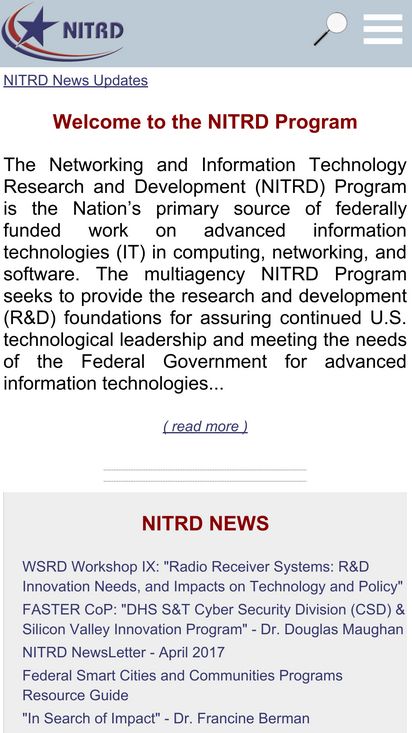 NITRD
NITRD News Updates
Welcome to the NITRD Program
The Networking and Information Technology
Research and Development (NITRD) Program
is the Nation’s primary source of federally
funded work on advanced information
technologies (IT) in computing, networking, and
software. The multiagency NITRD Program
seeks to provide the research and development
(R&D) foundations for assuring continued U.S.
technological leadership and meeting the needs
of the Federal Government for advanced
information technologies...
( read more )
NITRD NEWS
WSRD Workshop IX: "Radio Receiver Systems: R&D
Innovation Needs, and Impacts on Technology and Policy"
FASTER CoP: "DHS S&T Cyber Security Division (CSD) &
Silicon Valley Innovation Program" - Dr. Douglas Maughan
NITRD NewsLetter - April 2017
Federal Smart Cities and Communities Programs
Resource Guide
"In Search of Impact" - Dr. Francine Berman